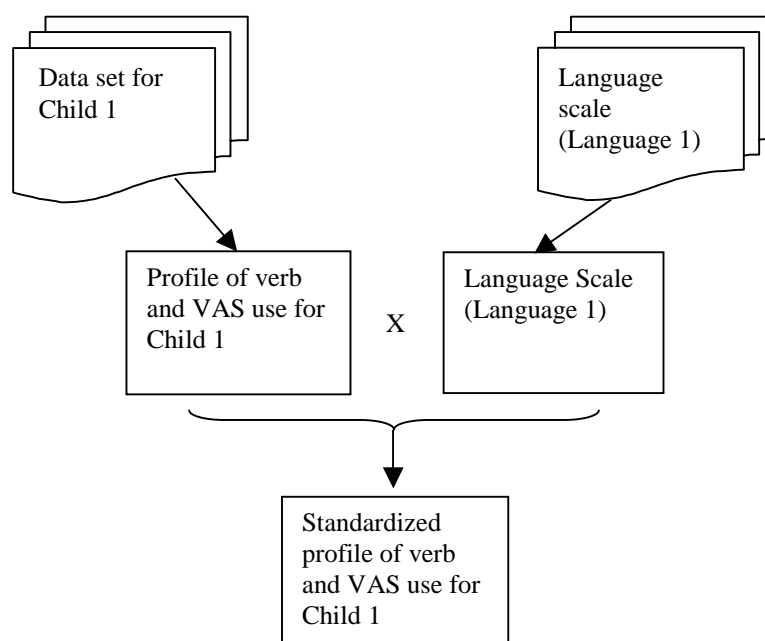 Data set for
Child 1
Language
scale
(Language 1)
Profile of verb
and VAS use for
Child 1
X
Language Scale
(Language 1)
Standardized
profile of verb
and VAS use for
Child 1